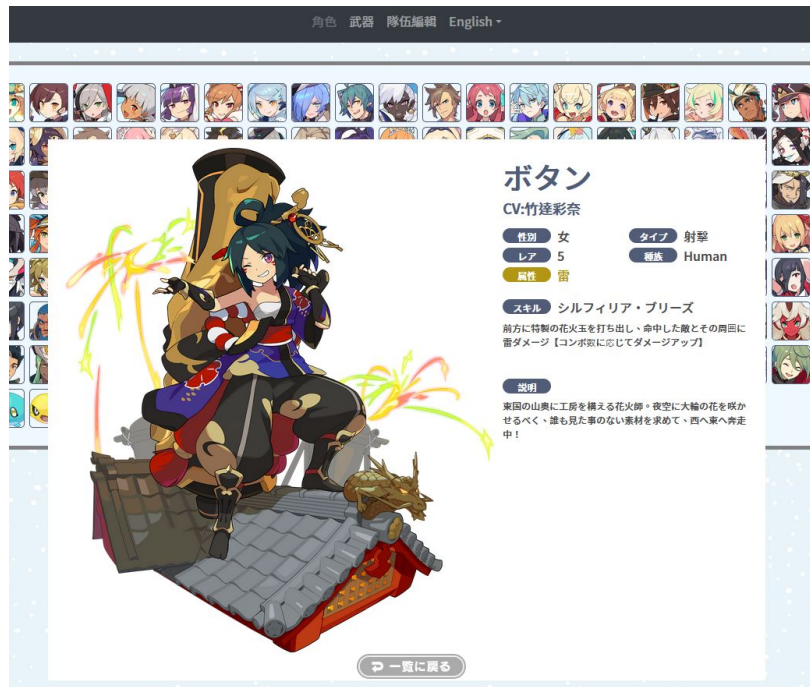 角色 武器 隊伍編輯 English
ボタン
CV:竹達彩奈
性別 女 タイプ 射撃
レア 5 種族 Human
属性 雷
スキル シルフィリア・ブリーズ
前方に特製の花火玉を打ち出し、命中した敵とその周囲に
雷ダメージ【コンボ数に応じてダメージアップ】
説明
東国の山奥に工房を構える花火師。夜空に大輪の花を咲か
せるべく、誰も見た事のない素材を求めて、西へ東へ奔走
中！
一覧に戻る